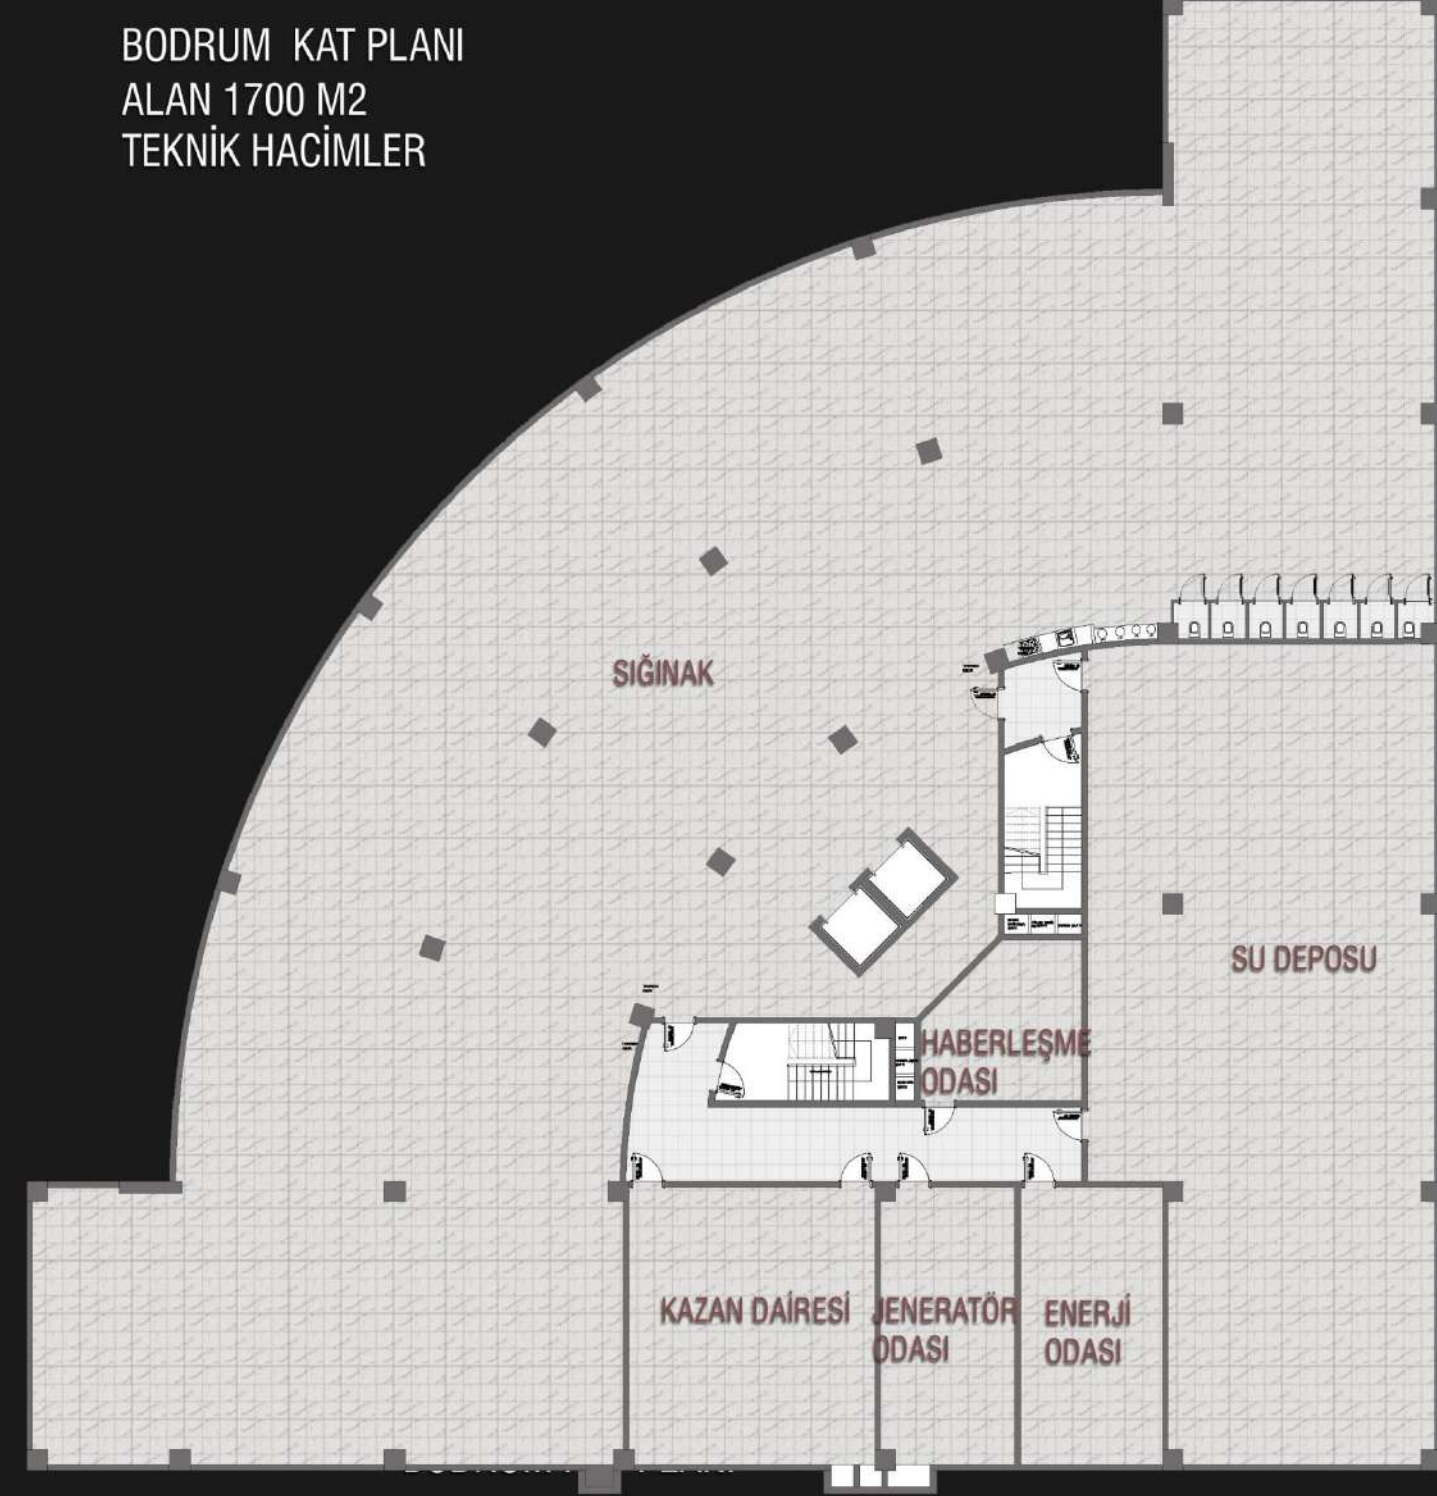 BODRUM KAT PLANI
ALAN 1700 M2
TEKNİK HACİMLER
SIĞINAK
SU DEPOSU
HABERLEŞME
ODASI
KAZAN DAİRESİ
JENERATÖR
ODASI
ENERJİ
ODASI